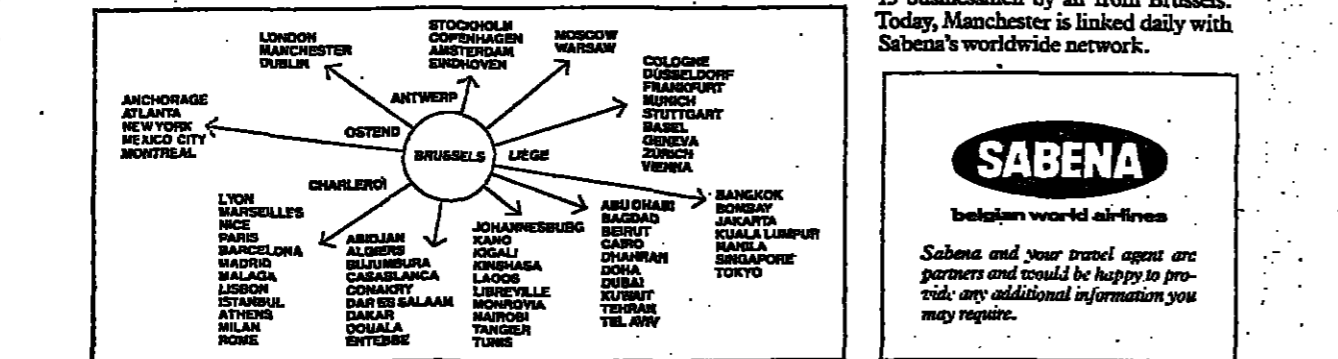 LONDON
MANCHESTER
DUBLIN
STOCKHOLM
COPENHAGEN
AMSTERDAM
EINDHOVEN
MOSCOW
WARSAW
COLOGNE
DÜSSELDORF
FRANKFURT
MUNICH
STUTTGART
BASEL
GENEVA
ZÜRICH
VIENNA
ANCHORAGE
ATLANTA
NEW YORK
MEXICO CITY
MONTREAL
ANTWERP
OSTEND
BRUSSELS
LIÈGE
CHARLEROI
LYON
MARSEILLES
NICE
PARIS
BARCELONA
MADRID
MALAGA
LISBON
ISTANBUL
ATHENS
MILAN
ROME
ABIDJAN
ALGIERS
BUJUMBURA
CASABLANCA
CONAKRY
DAR ES SALAAM
DAKAR
DOUALA
ENTEBBE
JOHANNESBURG
KANO
KIGALI
KINSHASA
LAGOS
LIBREVILLE
MONROVIA
NAIROBI
TANGIER
TUNIS
ABU DHABI
BAGDAD
BEIRUT
CAIRO
DHAHRAN
DOHA
DUBAI
KUWAIT
TEHRAN
TEL AVIV
BANGKOK
BOMBAY
JAKARTA
KUALA LUMPUR
MANILA
SINGAPORE
TOKYO
by air from Brussels.
Today, Manchester is linked daily with
Sabena's worldwide network.
SABENA
belgian world airlines
Sabena and your travel agent are
partners and would be happy to pro-
vide any additional information you
may require.